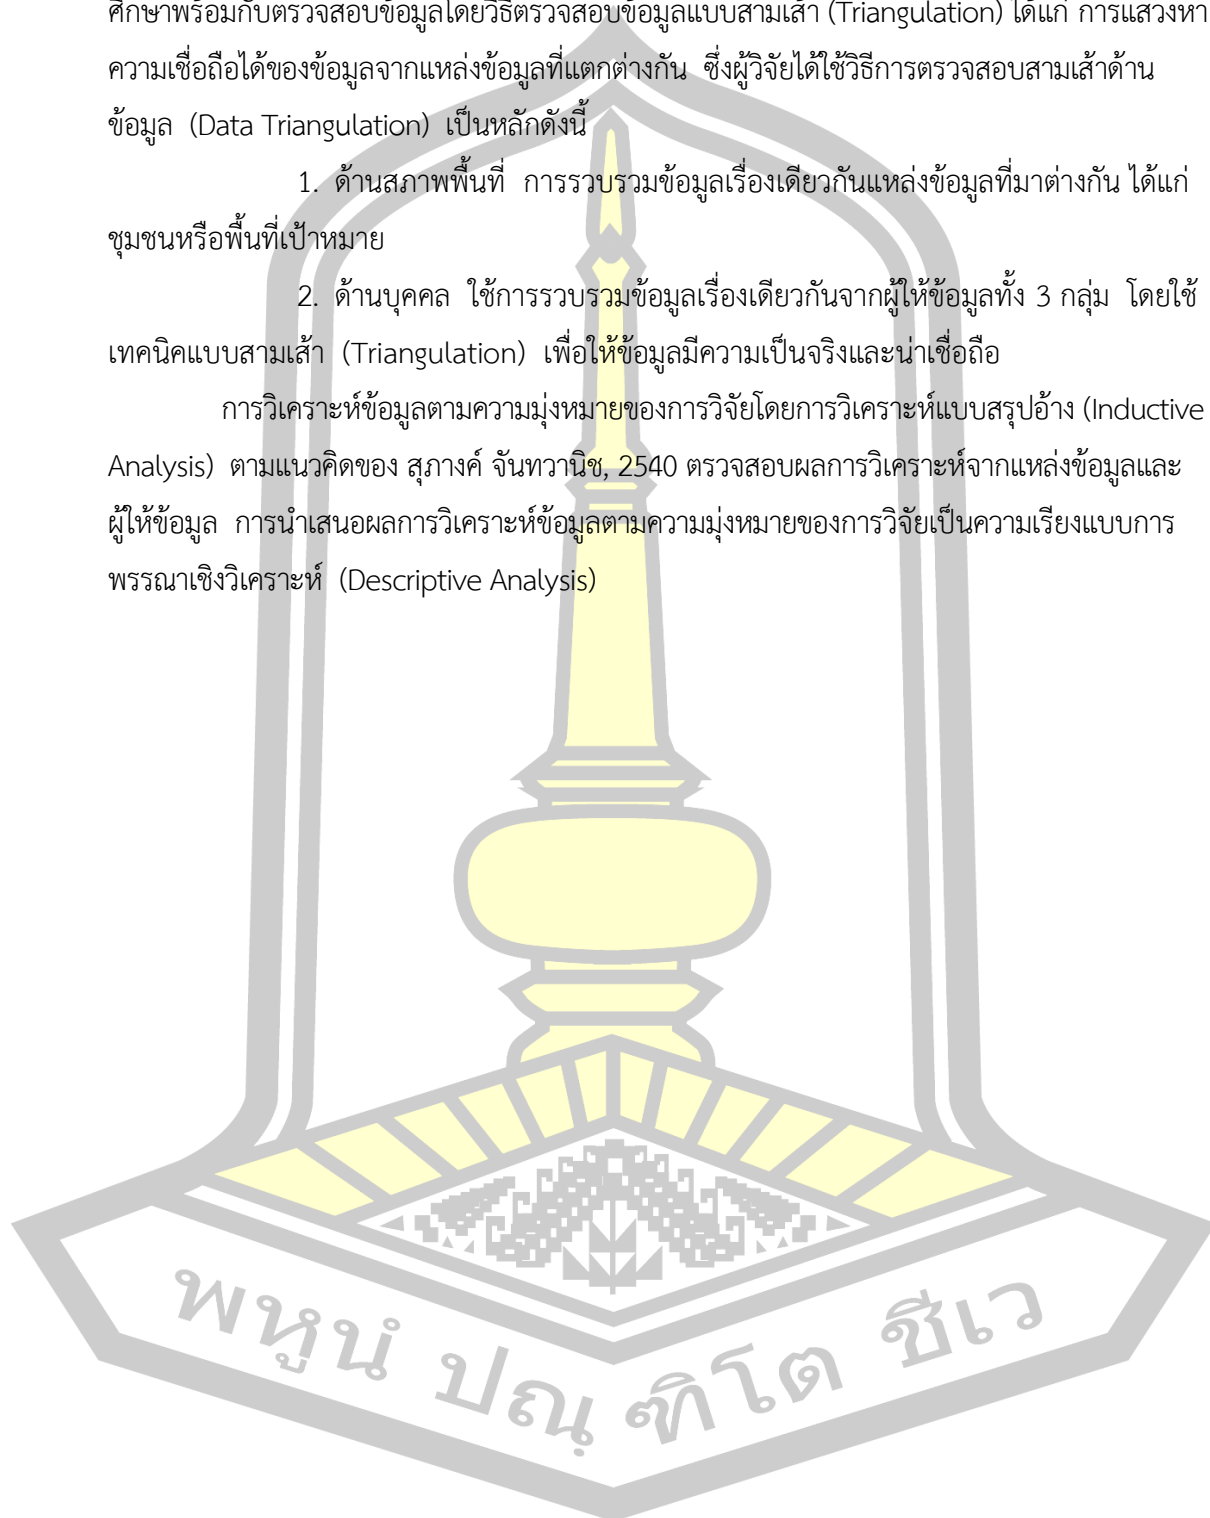 ศึกษาพร้อมกับตรวจสอบข้อมูลโดยวิธีตรวจสอบข้อมูลแบบสามเส้า (Triangulation) ได้แก่ การแสวงหา
ความเชื่อถือได้ของข้อมูลจากแหล่งข้อมูลที่แตกต่างกัน ซึ่งผู้วิจัยได้ใช้วิธีการตรวจสอบสามเส้าด้าน
ข้อมูล (Data Triangulation) เป็นหลักดังนี้
1. ด้านสภาพพื้นที่ การรวบรวมข้อมูลเรื่องเดียวกันแหล่งข้อมูลที่มาต่างกัน ได้แก่
ชุมชนหรือพื้นที่เป้าหมาย
2. ด้านบุคคล ใช้การรวบรวมข้อมูลเรื่องเดียวกันจากผู้ให้ข้อมูลทั้ง 3 กลุ่ม โดยใช้
เทคนิคแบบสามเส้า (Triangulation) เพื่อให้ข้อมูลมีความเป็นจริงและน่าเชื่อถือ
การวิเคราะห์ข้อมูลตามความมุ่งหมายของการวิจัยโดยการวิเคราะห์แบบสรุปอ้าง (Inductive
Analysis) ตามแนวคิดของ สุภางค์ จันทวานิช, 2540 ตรวจสอบผลการวิเคราะห์จากแหล่งข้อมูลและ
ผู้ให้ข้อมูล การนำเสนอผลการวิเคราะห์ข้อมูลตามความมุ่งหมายของการวิจัยเป็นความเรียงแบบการ
พรรณาเชิงวิเคราะห์ (Descriptive Analysis)
พหูนํ ปณฺฑิโต ชีเว